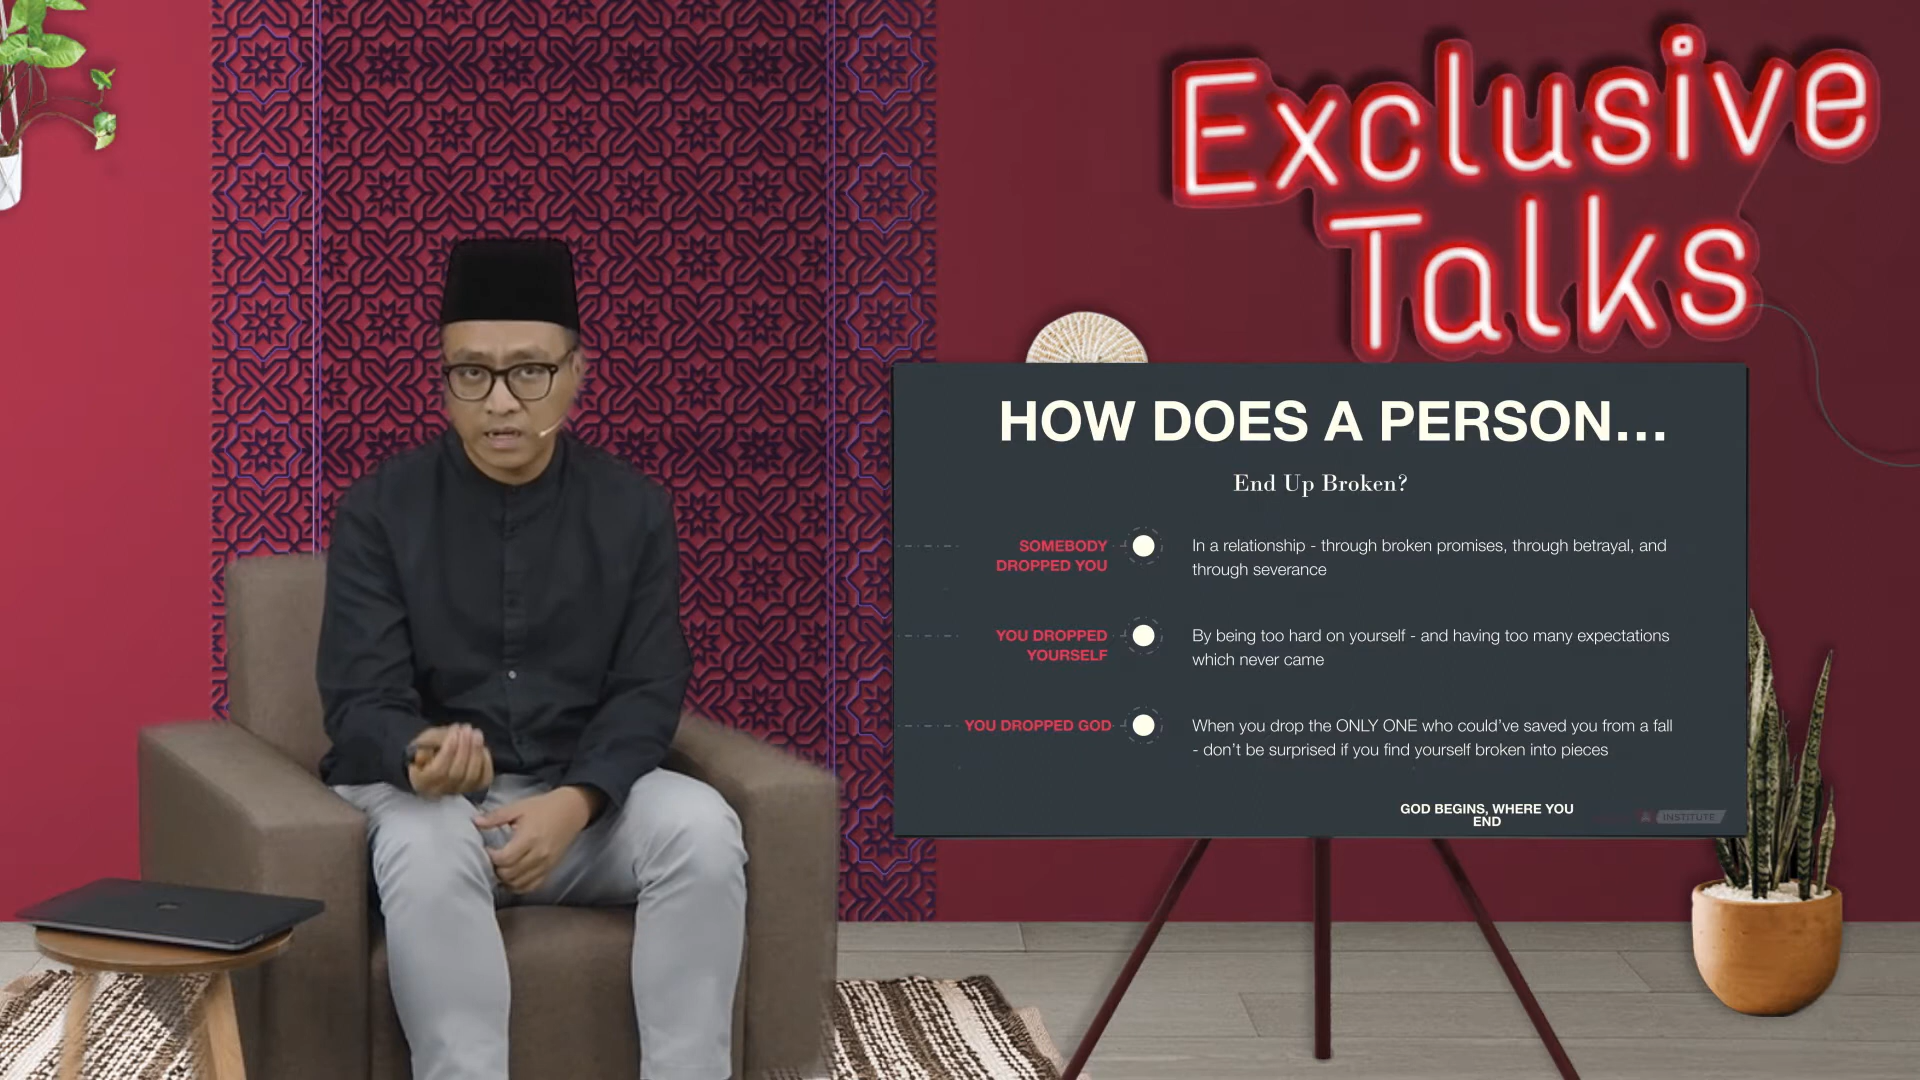 Exclusive
Talks
HOW DOES A PERSON...
End Up Broken?
SOMEBODY
DROPPED YOU
In a relationship - through broken promises, through betrayal, and
through severance
YOU DROPPED
YOURSELF
By being too hard on yourself - and having too many expectations
which never came
YOU DROPPED GOD
When you drop the ONLY ONE who could've saved you from a fall
- don't be surprised if you find yourself broken into pieces
GOD BEGINS, WHERE YOU
END
INSTITUTE